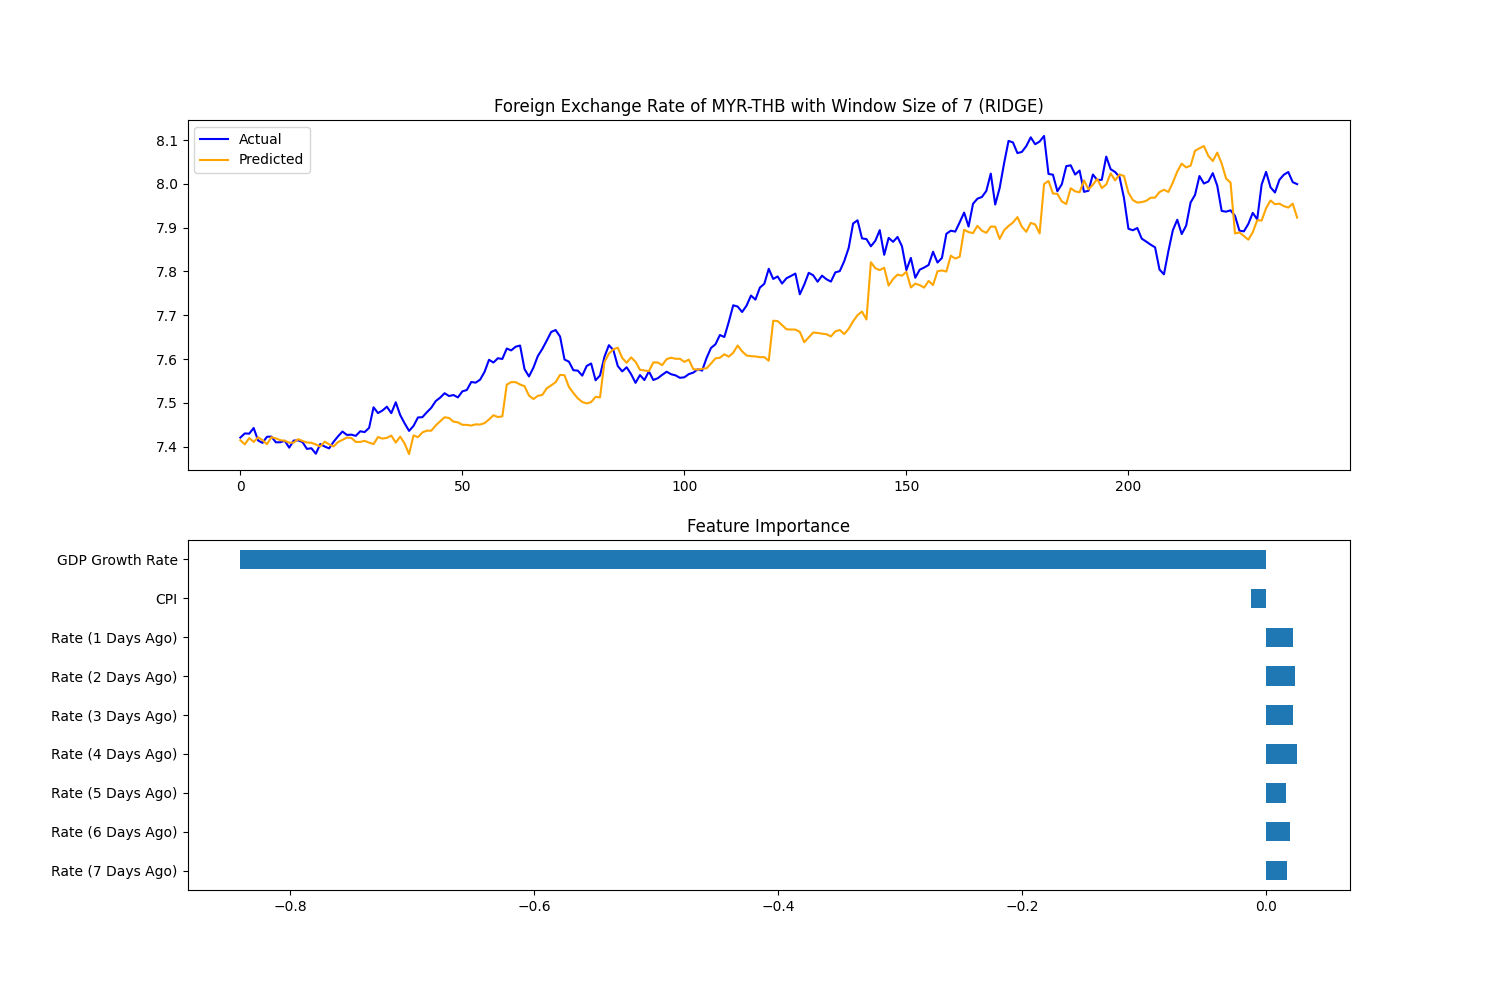 Foreign Exchange Rate of MYR-THB with Window Size of 7 (RIDGE)
Actual
Predicted
8.1
8.0
7.9
7.8
7.7
7.6
7.5
7.4
0 50 100 150 200
Feature Importance
GDP Growth Rate
CPI
Rate (1 Days Ago)
Rate (2 Days Ago)
Rate (3 Days Ago)
Rate (4 Days Ago)
Rate (5 Days Ago)
Rate (6 Days Ago)
Rate (7 Days Ago)
−0.8 −0.6 −0.4 −0.2 0.0